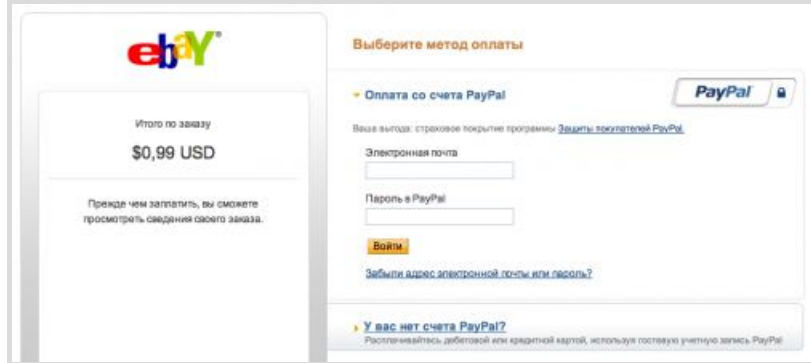 ebaY
Итого по заказу
$0,99 USD
Прежде чем заплатить, вы сможете
просмотреть сведения своего заказа.
Выберите метод оплаты
Оплата со счета PayPal
PayPal
Ваша выгода: страховое покрытие программы Защиты покупателей PayPal.
Электронная почта
Пароль в PayPal
Войти
Забыли адрес электронной почты или пароль?
У вас нет счета PayPal?
Расплачивайтесь дебетовой или кредитной картой, используя гостевую учетную запись PayPal